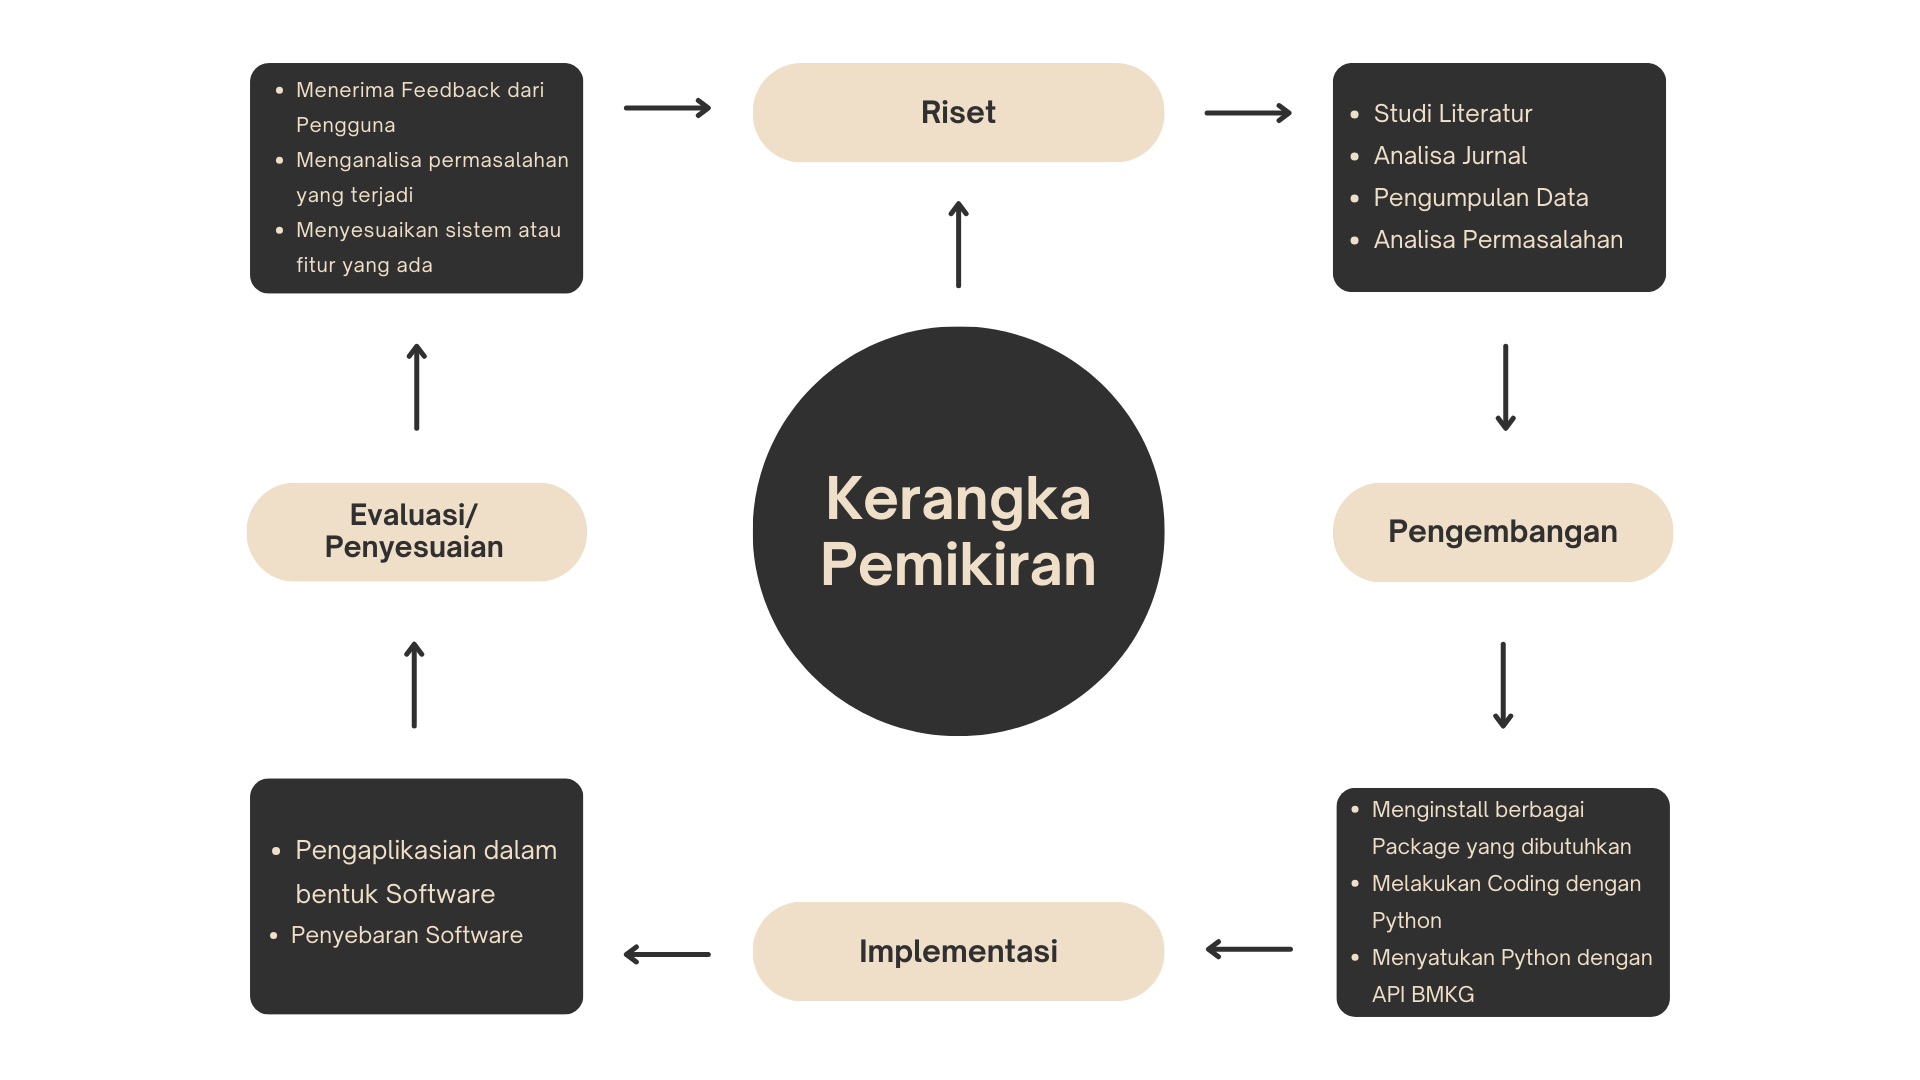 Kerangka
Pemikiran
Riset
• Studi Literatur
• Analisa Jurnal
• Pengumpulan Data
• Analisa Permasalahan
Pengembangan
• Menginstall berbagai
Package yang dibutuhkan
• Melakukan Coding dengan
Python
• Menyatukan Python dengan
API BMKG
Implementasi
• Pengaplikasian dalam
bentuk Software
• Penyebaran Software
Evaluasi/
Penyesuaian
• Menerima Feedback dari
Pengguna
• Menganalisa permasalahan
yang terjadi
• Menyesuaikan sistem atau
fitur yang ada